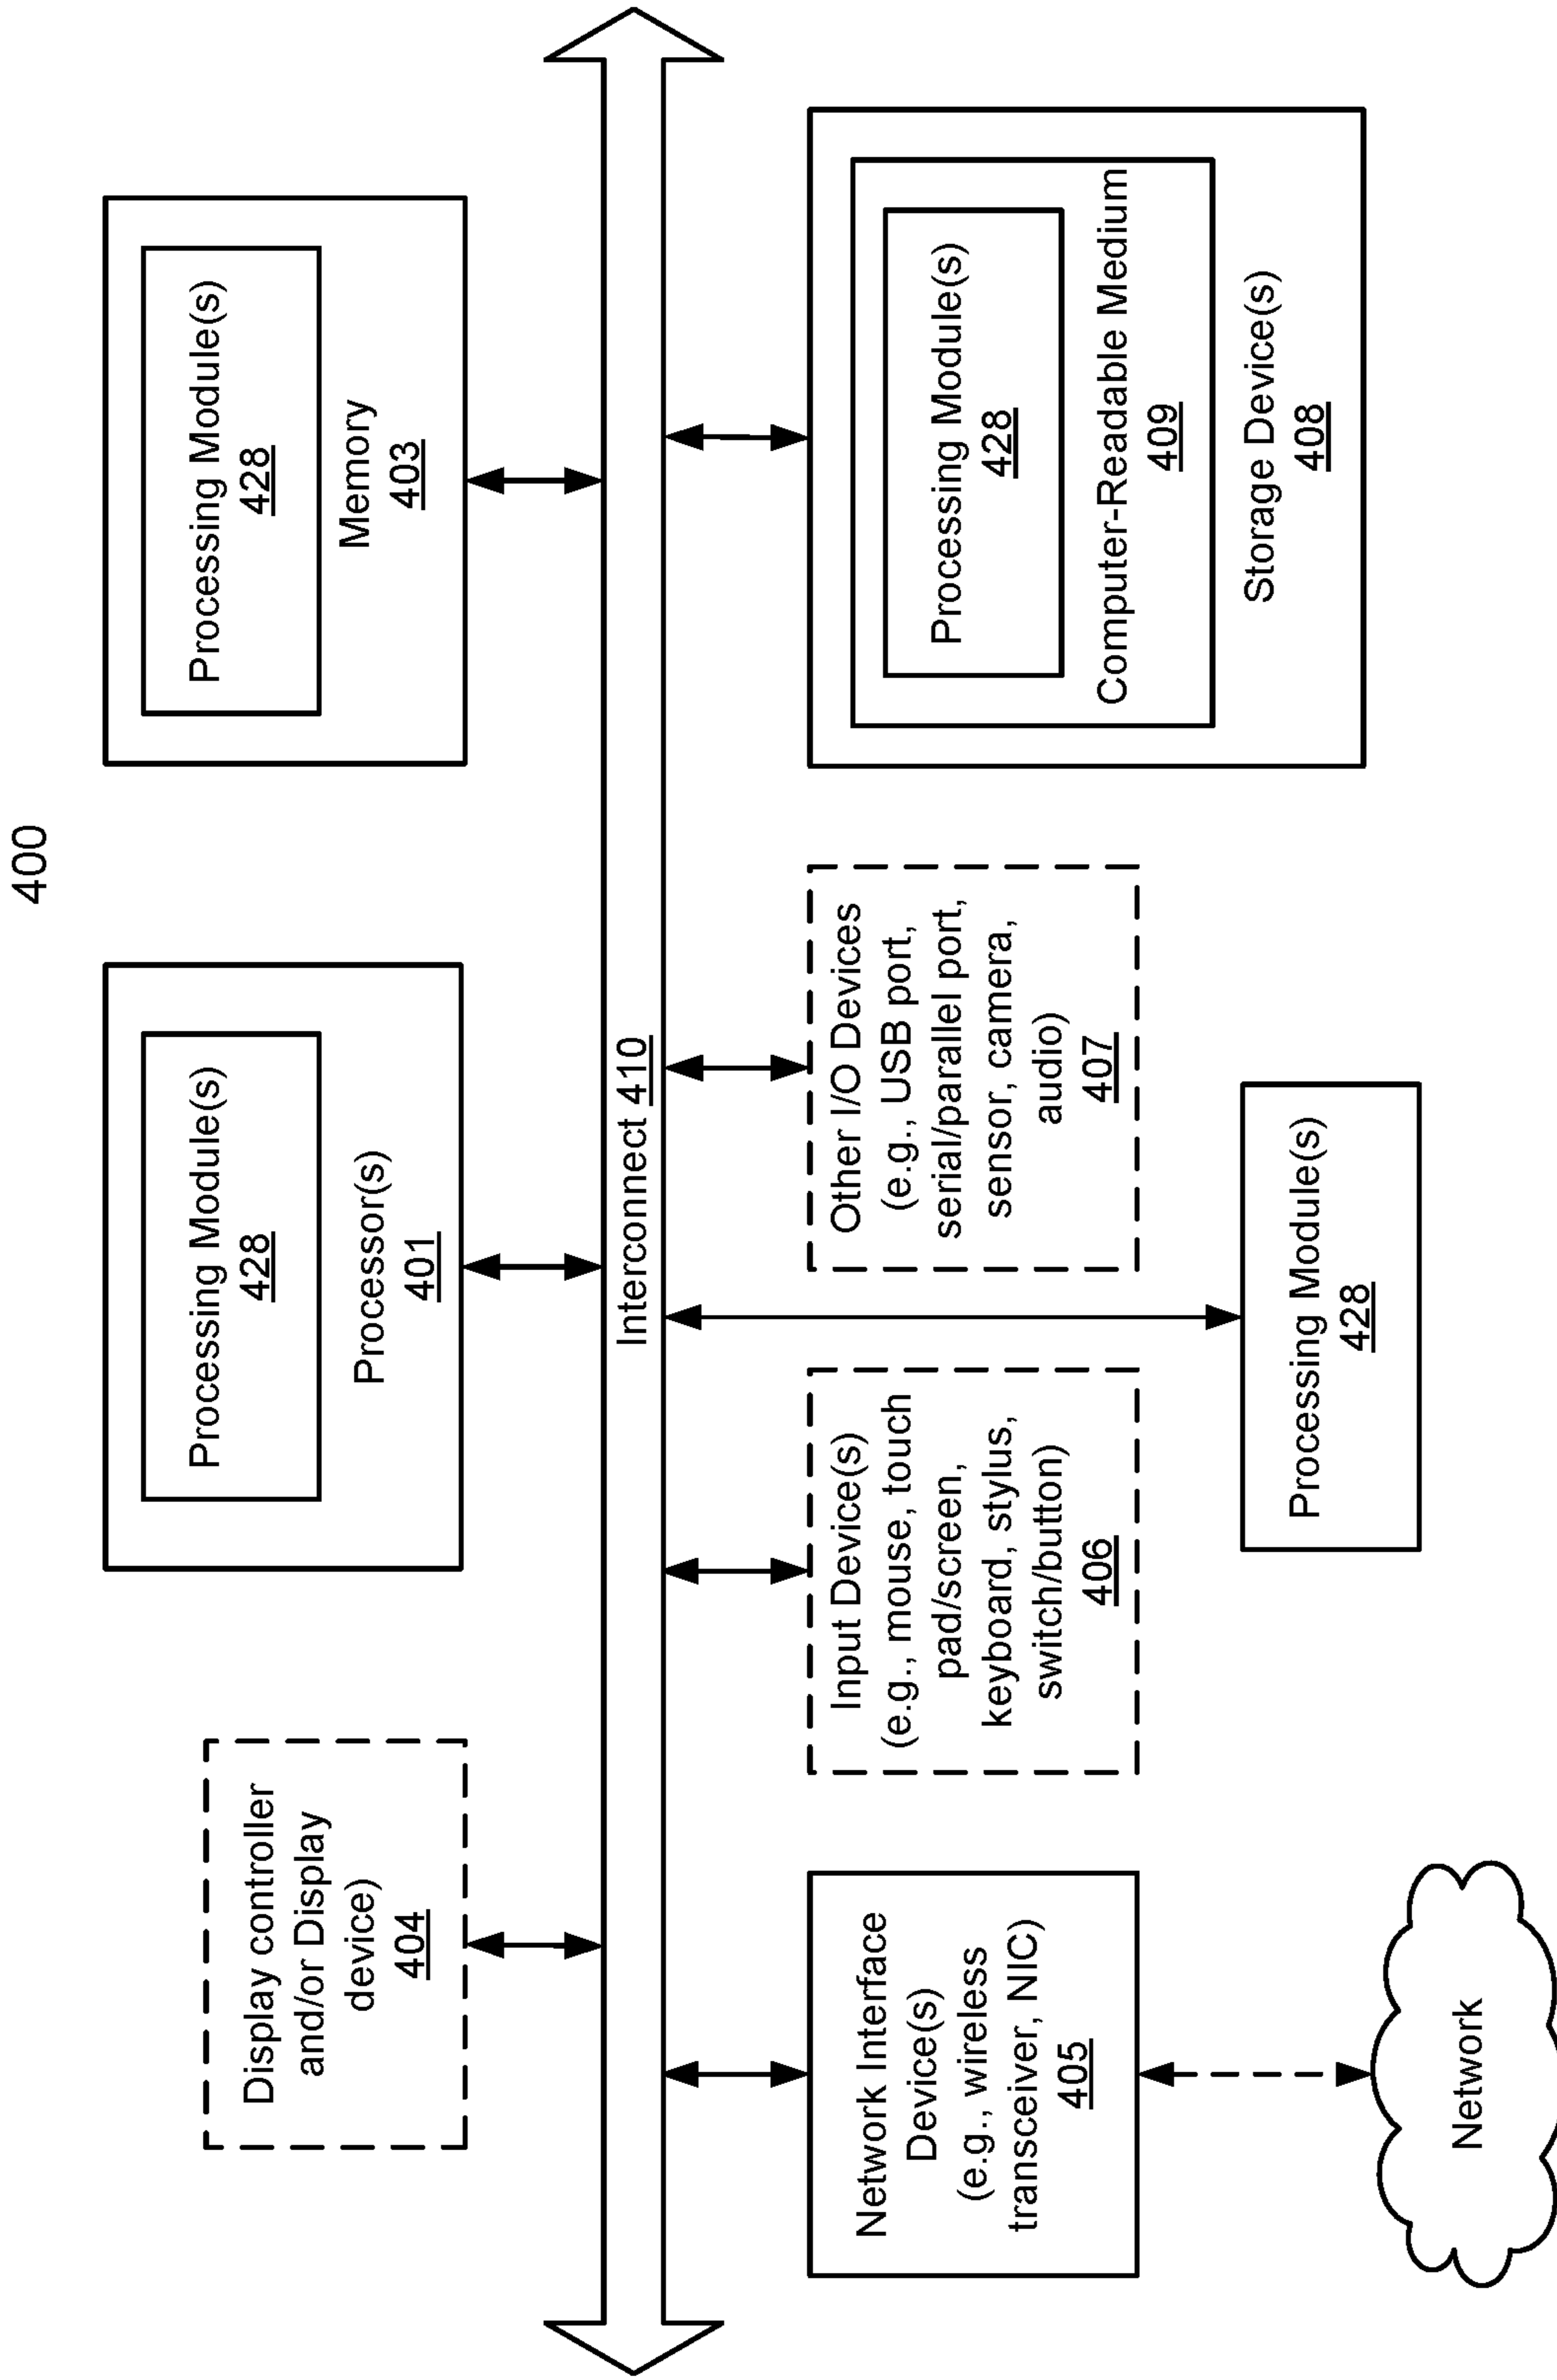 400
Display controller
and/or Display
device)
404
Processing Module(s)
428
Processor(s)
401
Processing Module(s)
428
Memory
403
Interconnect 410
Network Interface
Device(s)
(e.g., wireless
transceiver, NIC)
405
Input Device(s)
(e.g., mouse, touch
pad/screen,
keyboard, stylus,
switch/button)
406
Other I/O Devices
(e.g., USB port,
serial/parallel port,
sensor, camera,
audio)
407
Processing Module(s)
428
Computer-Readable Medium
409
Storage Device(s)
408
Processing Module(s)
428
Network